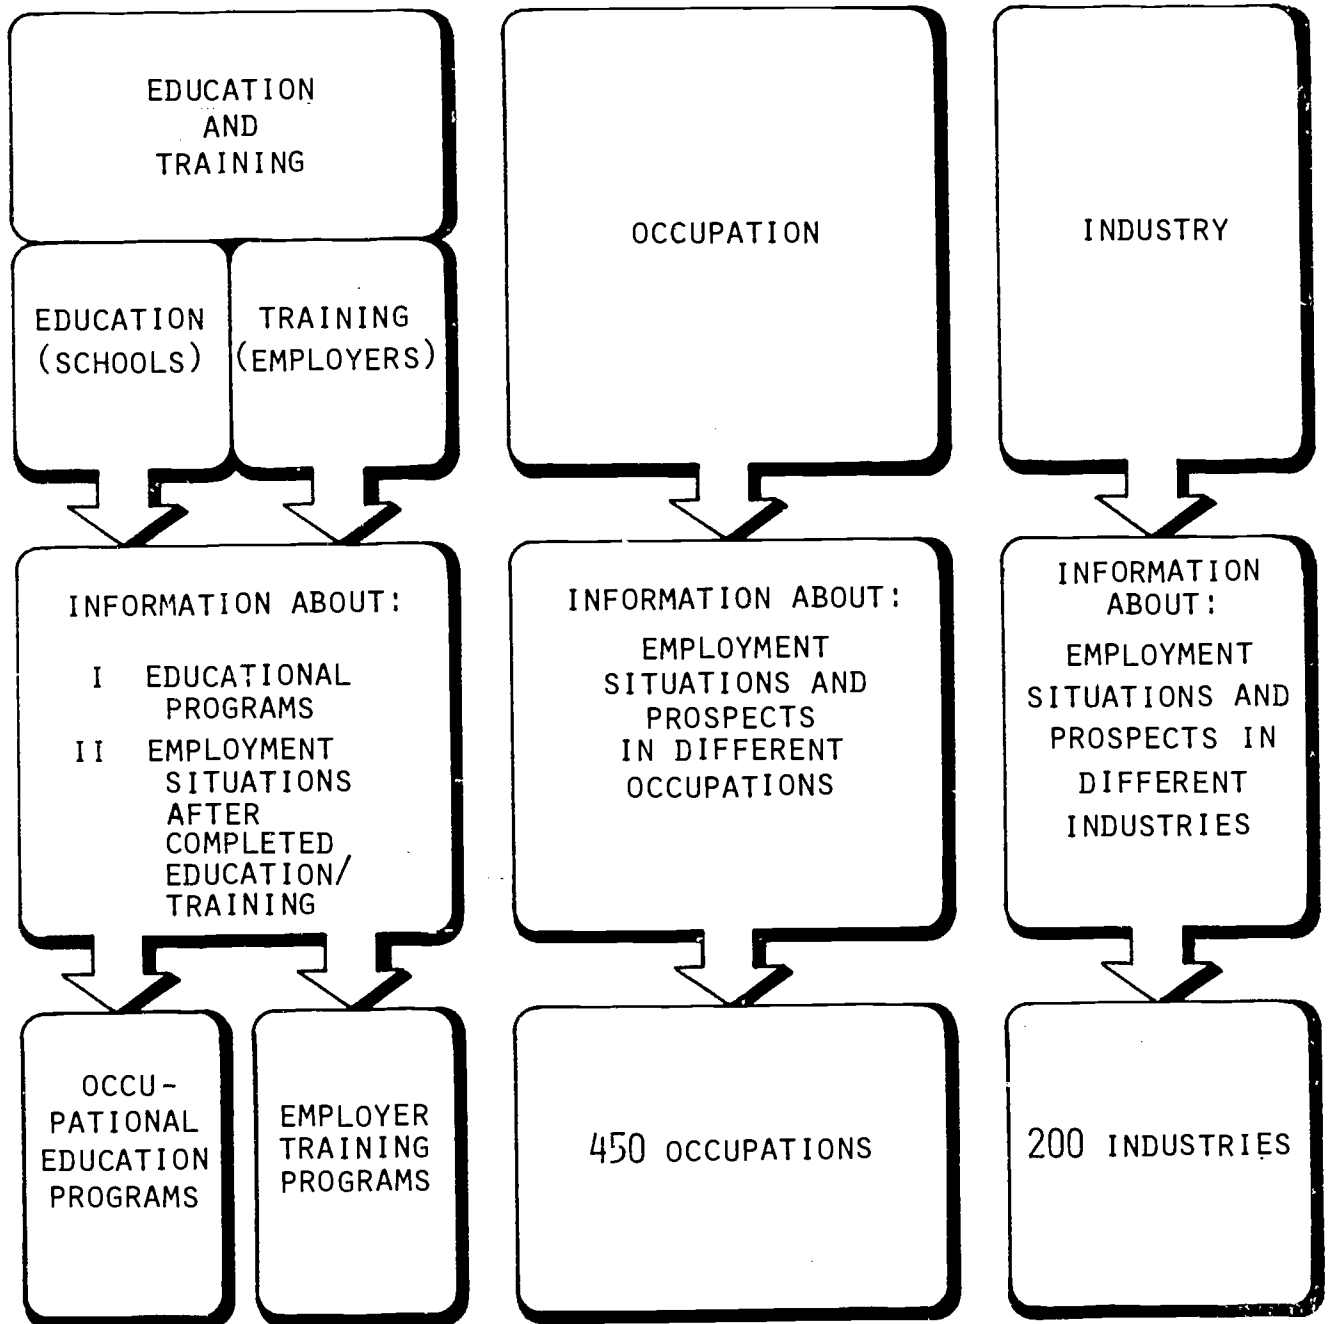 EDUCATION
AND
TRAINING
EDUCATION
(SCHOOLS)
TRAINING
(EMPLOYERS)
INFORMATION ABOUT:
I EDUCATIONAL
PROGRAMS
II EMPLOYMENT
SITUATIONS
AFTER
COMPLETED
EDUCATION/
TRAINING
OCCU-
PATIONAL
EDUCATION
PROGRAMS
EMPLOYER
TRAINING
PROGRAMS
OCCUPATION
INFORMATION ABOUT:
EMPLOYMENT
SITUATIONS AND
PROSPECTS
IN DIFFERENT
OCCUPATIONS
450 OCCUPATIONS
INDUSTRY
INFORMATION
ABOUT:
EMPLOYMENT
SITUATIONS AND
PROSPECTS IN
DIFFERENT
INDUSTRIES
200 INDUSTRIES